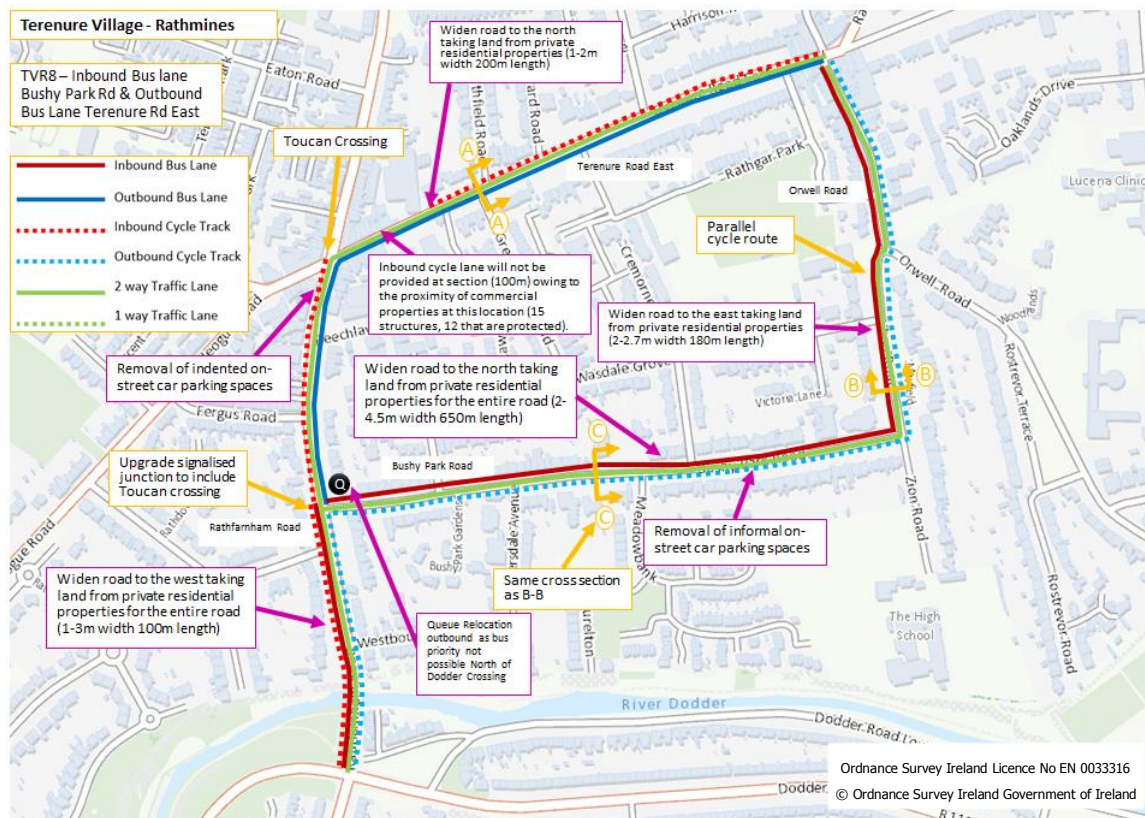 Terenure Village - Rathmines
TVR8 – Inbound Bus lane
Bushy Park Rd & Outbound
Bus Lane Terenure Rd East
Inbound Bus Lane
Outbound Bus Lane
Inbound Cycle Track
Outbound Cycle Track
2 way Traffic Lane
1 way Traffic Lane
Widen road to the north
taking land from private
residential properties (1-2m
width 200m length)
Toucan Crossing
Eaton Road
Harrison
Oaklands Drive
Lucena Clinic
Terenure Road East
Rathgar Park
Orwell Road
Parallel
cycle route
Orwell Road
A
A
Inbound cycle lane will not be
provided at section (100m) owing to
the proximity of commercial
properties at this location (15
structures, 12 that are protected).
Cremorne
Widen road to the east taking land
from private residential properties
(2-2.7m width 180m length)
Removal of indented on-
street car parking spaces
Widen road to the north taking
land from private residential
properties for the entire road (2-
4.5m width 650m length)
Wasdale Grove
Victoria Lane
B
B
Rostrevor Terrace
Fergus Road
Upgrade signalised
junction to include
Toucan crossing
Q
Bushy Park Road
C
C
Zion Road
Rathfarnham Road
Removal of informal on-
street car parking spaces
Meadowbank
Park Gardens
Bushy
Widen road to the west taking
land from private residential
properties for the entire road
(1-3m width 100m length)
Same cross section
as B-B
Queue Relocation
outbound as bus
priority not
possible North of
Dodder Crossing
The High
School
Rostrevor Road
River Dodder
Dodder Road
Ordnance Survey Ireland Licence No EN 0033316
© Ordnance Survey Ireland Government of Ireland